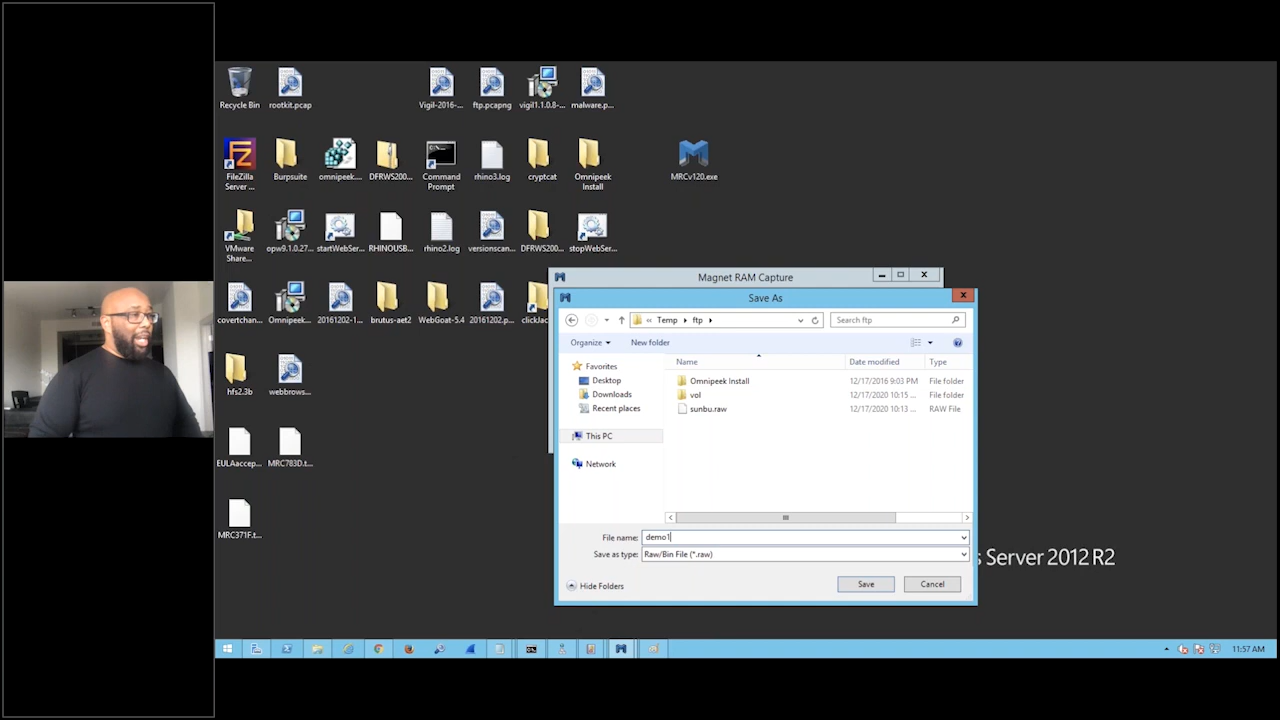 Recycle Bin
rootkit.pcap
Vigil-2016-...
ftp.pcapng
vigil1.1.0.8-...
malware.p...
FileZilla
Server ...
Burpsuite
omnipeek....
DFRWS200...
Command
Prompt
rhino3.log
cryptcat
Omnipeek
Install
MRCv120.exe
VMware
Share...
opw9.1.0.27...
startWebSer...
RHINOUSB...
rhino2.log
versionscan...
DFRWS200...
stopWebSer...
covertchan...
Omnipeek...
20161202-1...
brutus-aet2
WebGoat-5.4
20161202.p...
clickJac
hfs2.3b
webbrows...
EULAaccep...
MRC783D.t...
MRC371F.t...
Magnet RAM Capture
Save As
« Temp ▸ ftp ▸
Search ftp
Organize
New folder
Favorites
Desktop
Downloads
Recent places
This PC
Network
Name Date modified Type
Omnipeek Install 12/17/2016 9:03 PM File folder
vol 12/17/2020 10:15 ... File folder
sunbu.raw 12/17/2020 10:13 ... RAW File
File name: demo1
Save as type: Raw/Bin File (*.raw)
Hide Folders
Save
Cancel
s Server 2012 R2
11:57 AM